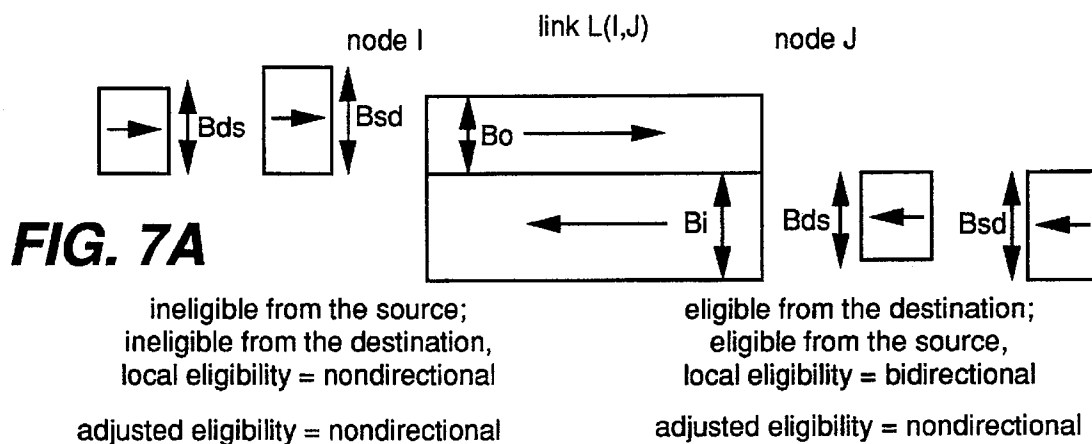 node I
link L(I,J)
node J
Bds
Bsd
Bo
Bi
Bds
Bsd
FIG. 7A
ineligible from the source;
ineligible from the destination,
local eligibility = nondirectional
adjusted eligibility = nondirectional
eligible from the destination;
eligible from the source,
local eligibility = bidirectional
adjusted eligibility = nondirectional